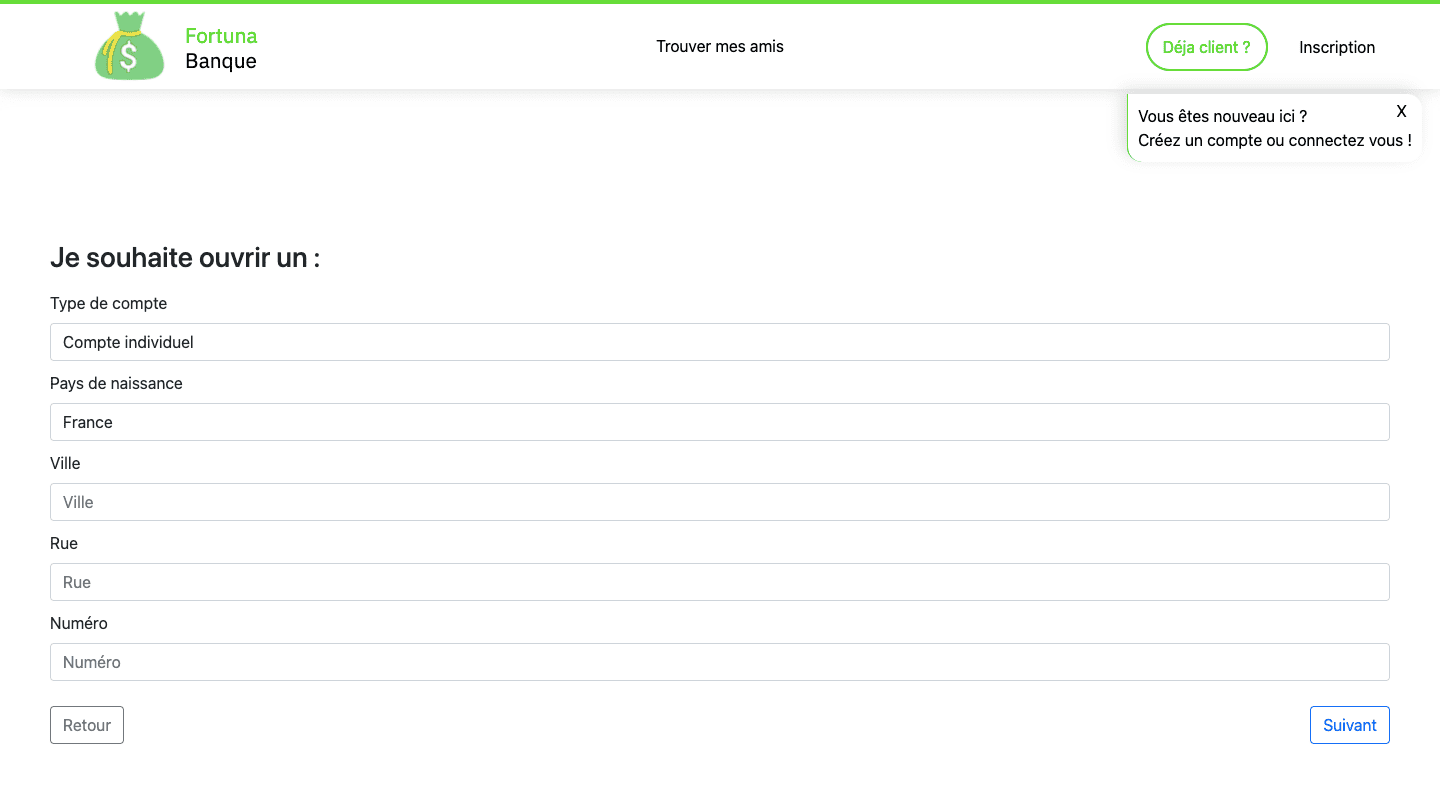 Fortuna
Banque
Trouver mes amis
Déja client ?
Inscription
Vous êtes nouveau ici ?
X
Créez un compte ou connectez vous !
Je souhaite ouvrir un :
Type de compte
Compte individuel
Pays de naissance
France
Ville
Ville
Rue
Rue
Numéro
Numéro
Retour
Suivant